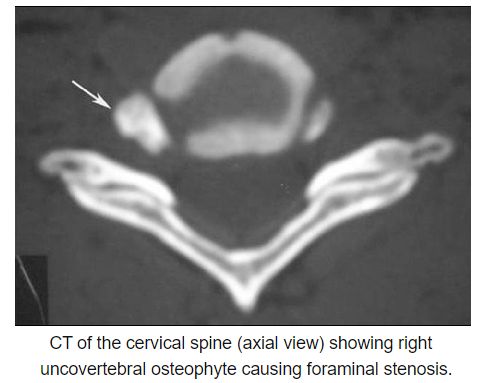 CT of the cervical spine (axial view) showing right
uncovertebral osteophyte causing foraminal stenosis.